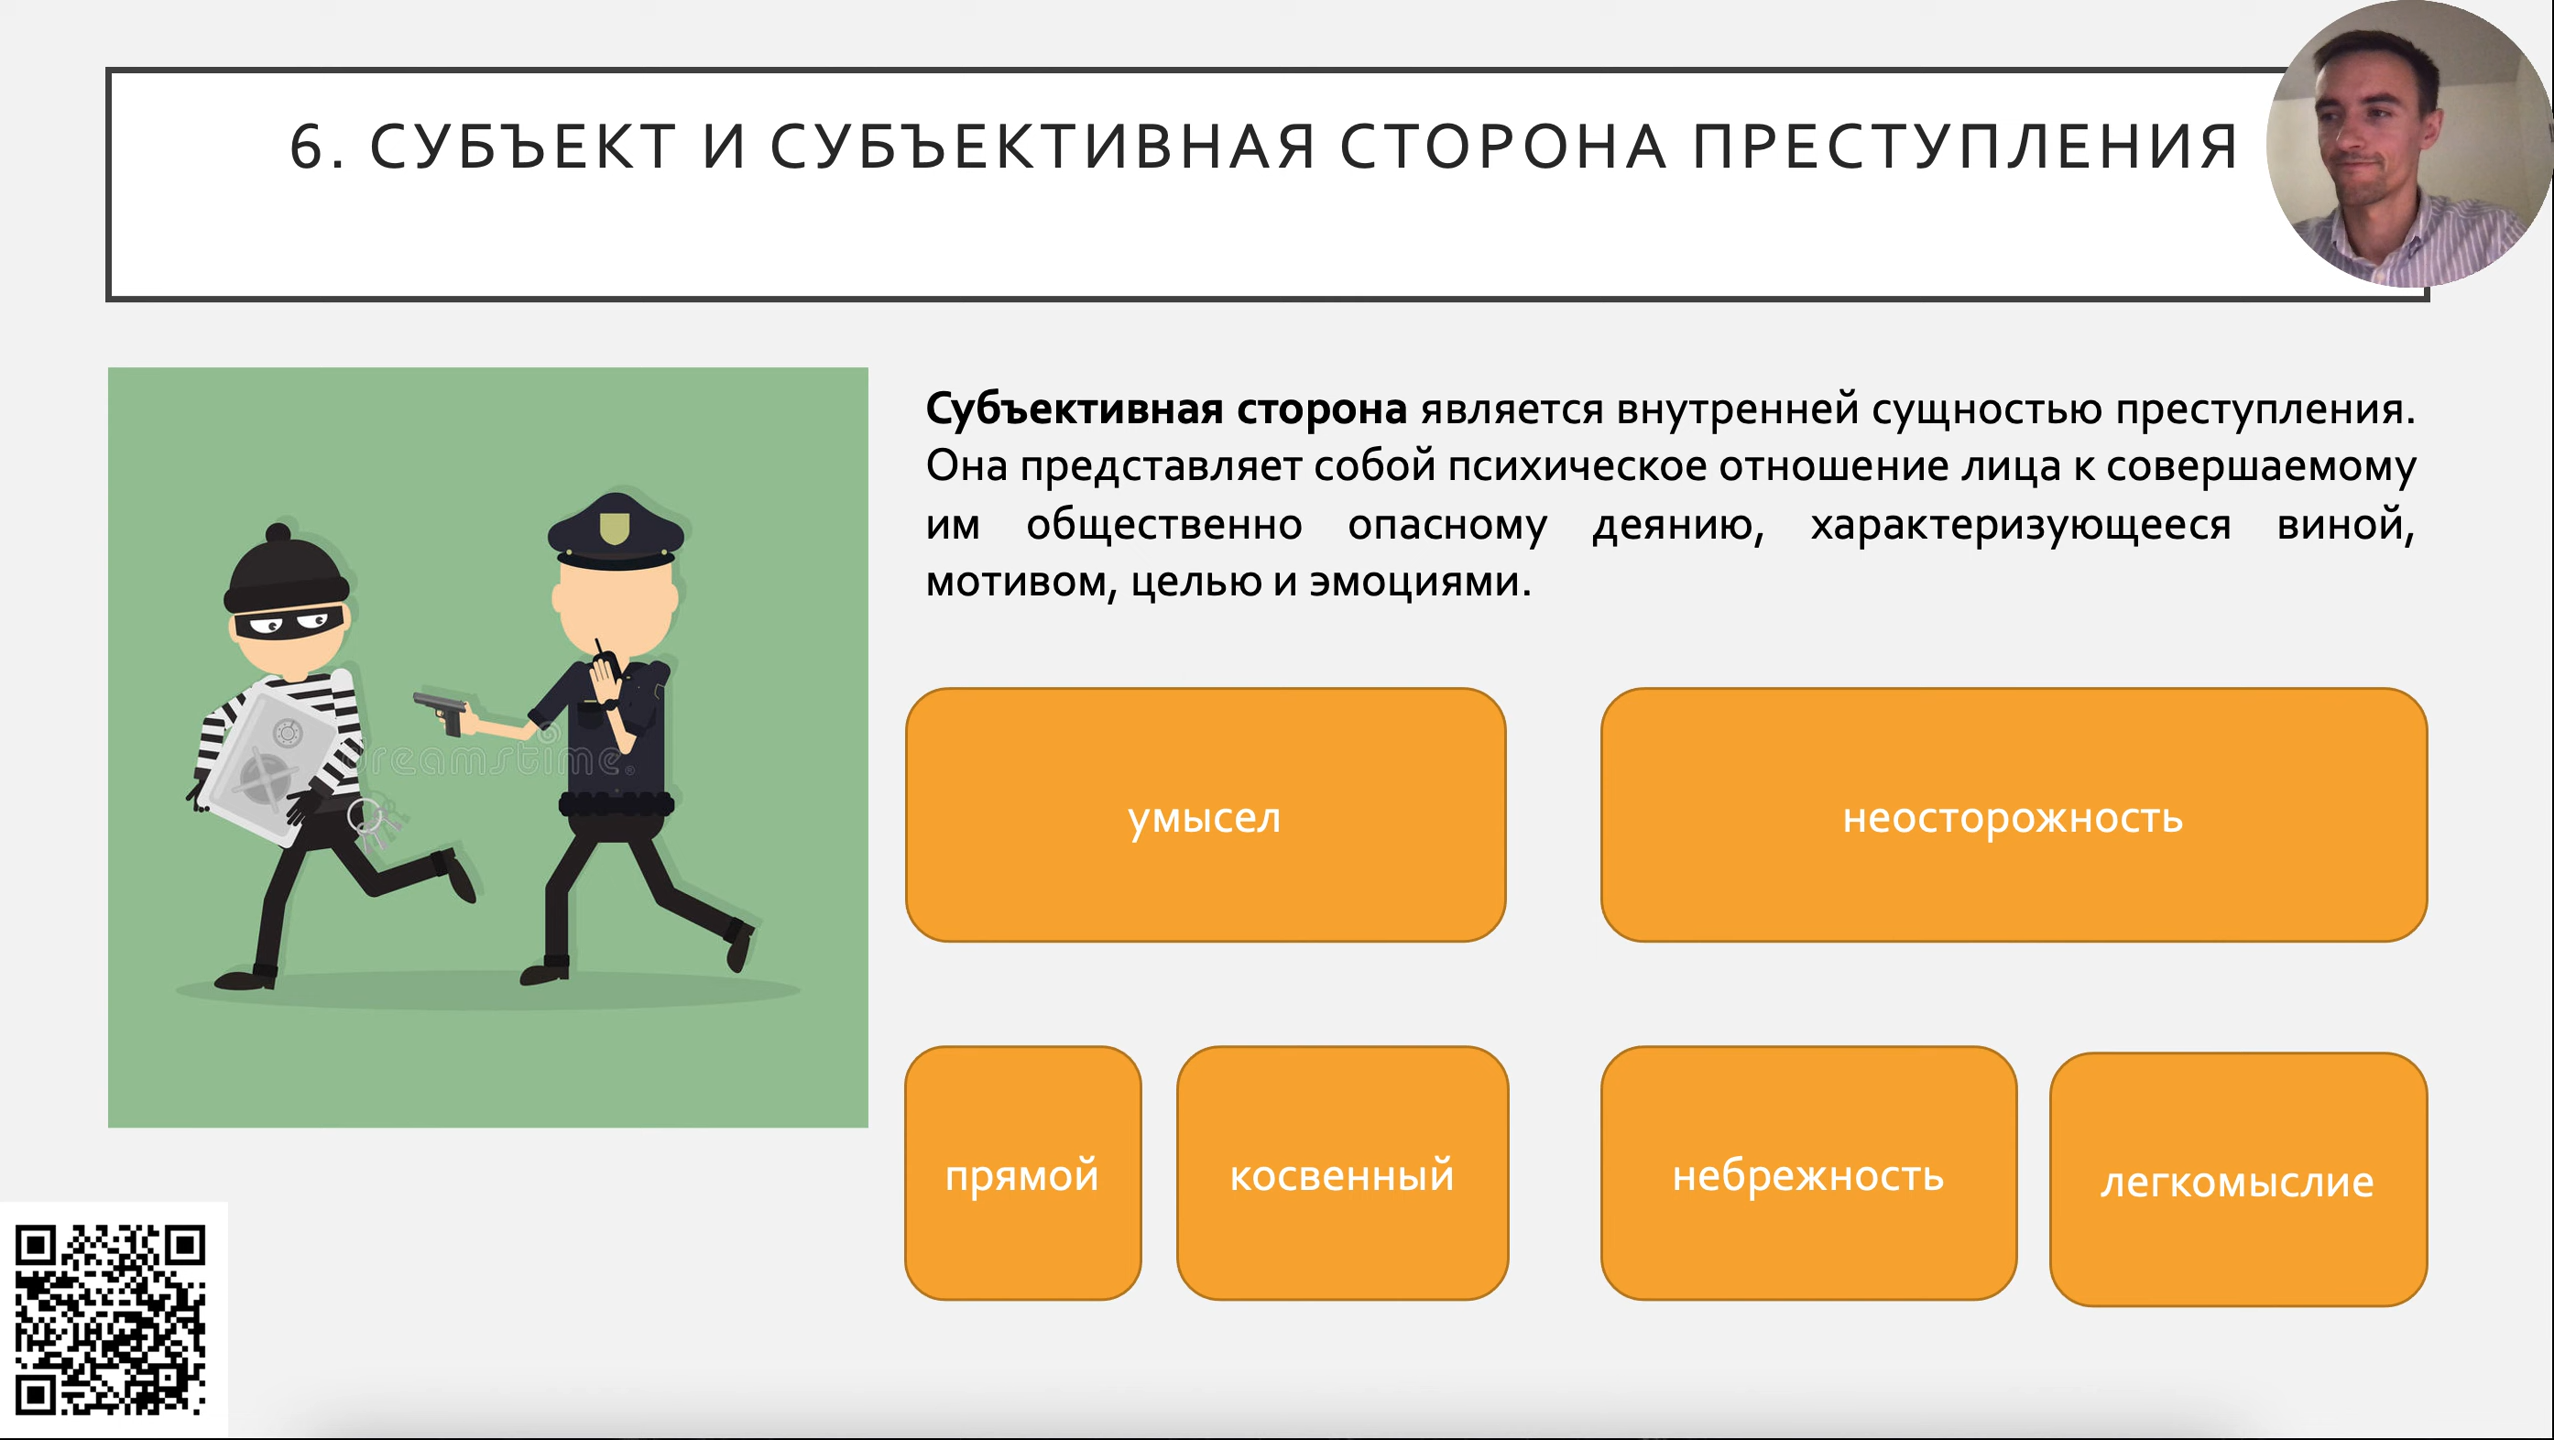 6. СУБЪЕКТ И СУБЪЕКТИВНАЯ СТОРОНА ПРЕСТУПЛЕНИЯ
Субъективная сторона является внутренней сущностью преступления.
Она представляет собой психическое отношение лица к совершаемому
им общественно опасному деянию, характеризующееся виной,
мотивом, целью и эмоциями.
dreamstime.
умысел
неосторожность
прямой
косвенный
небрежность
легкомыслие